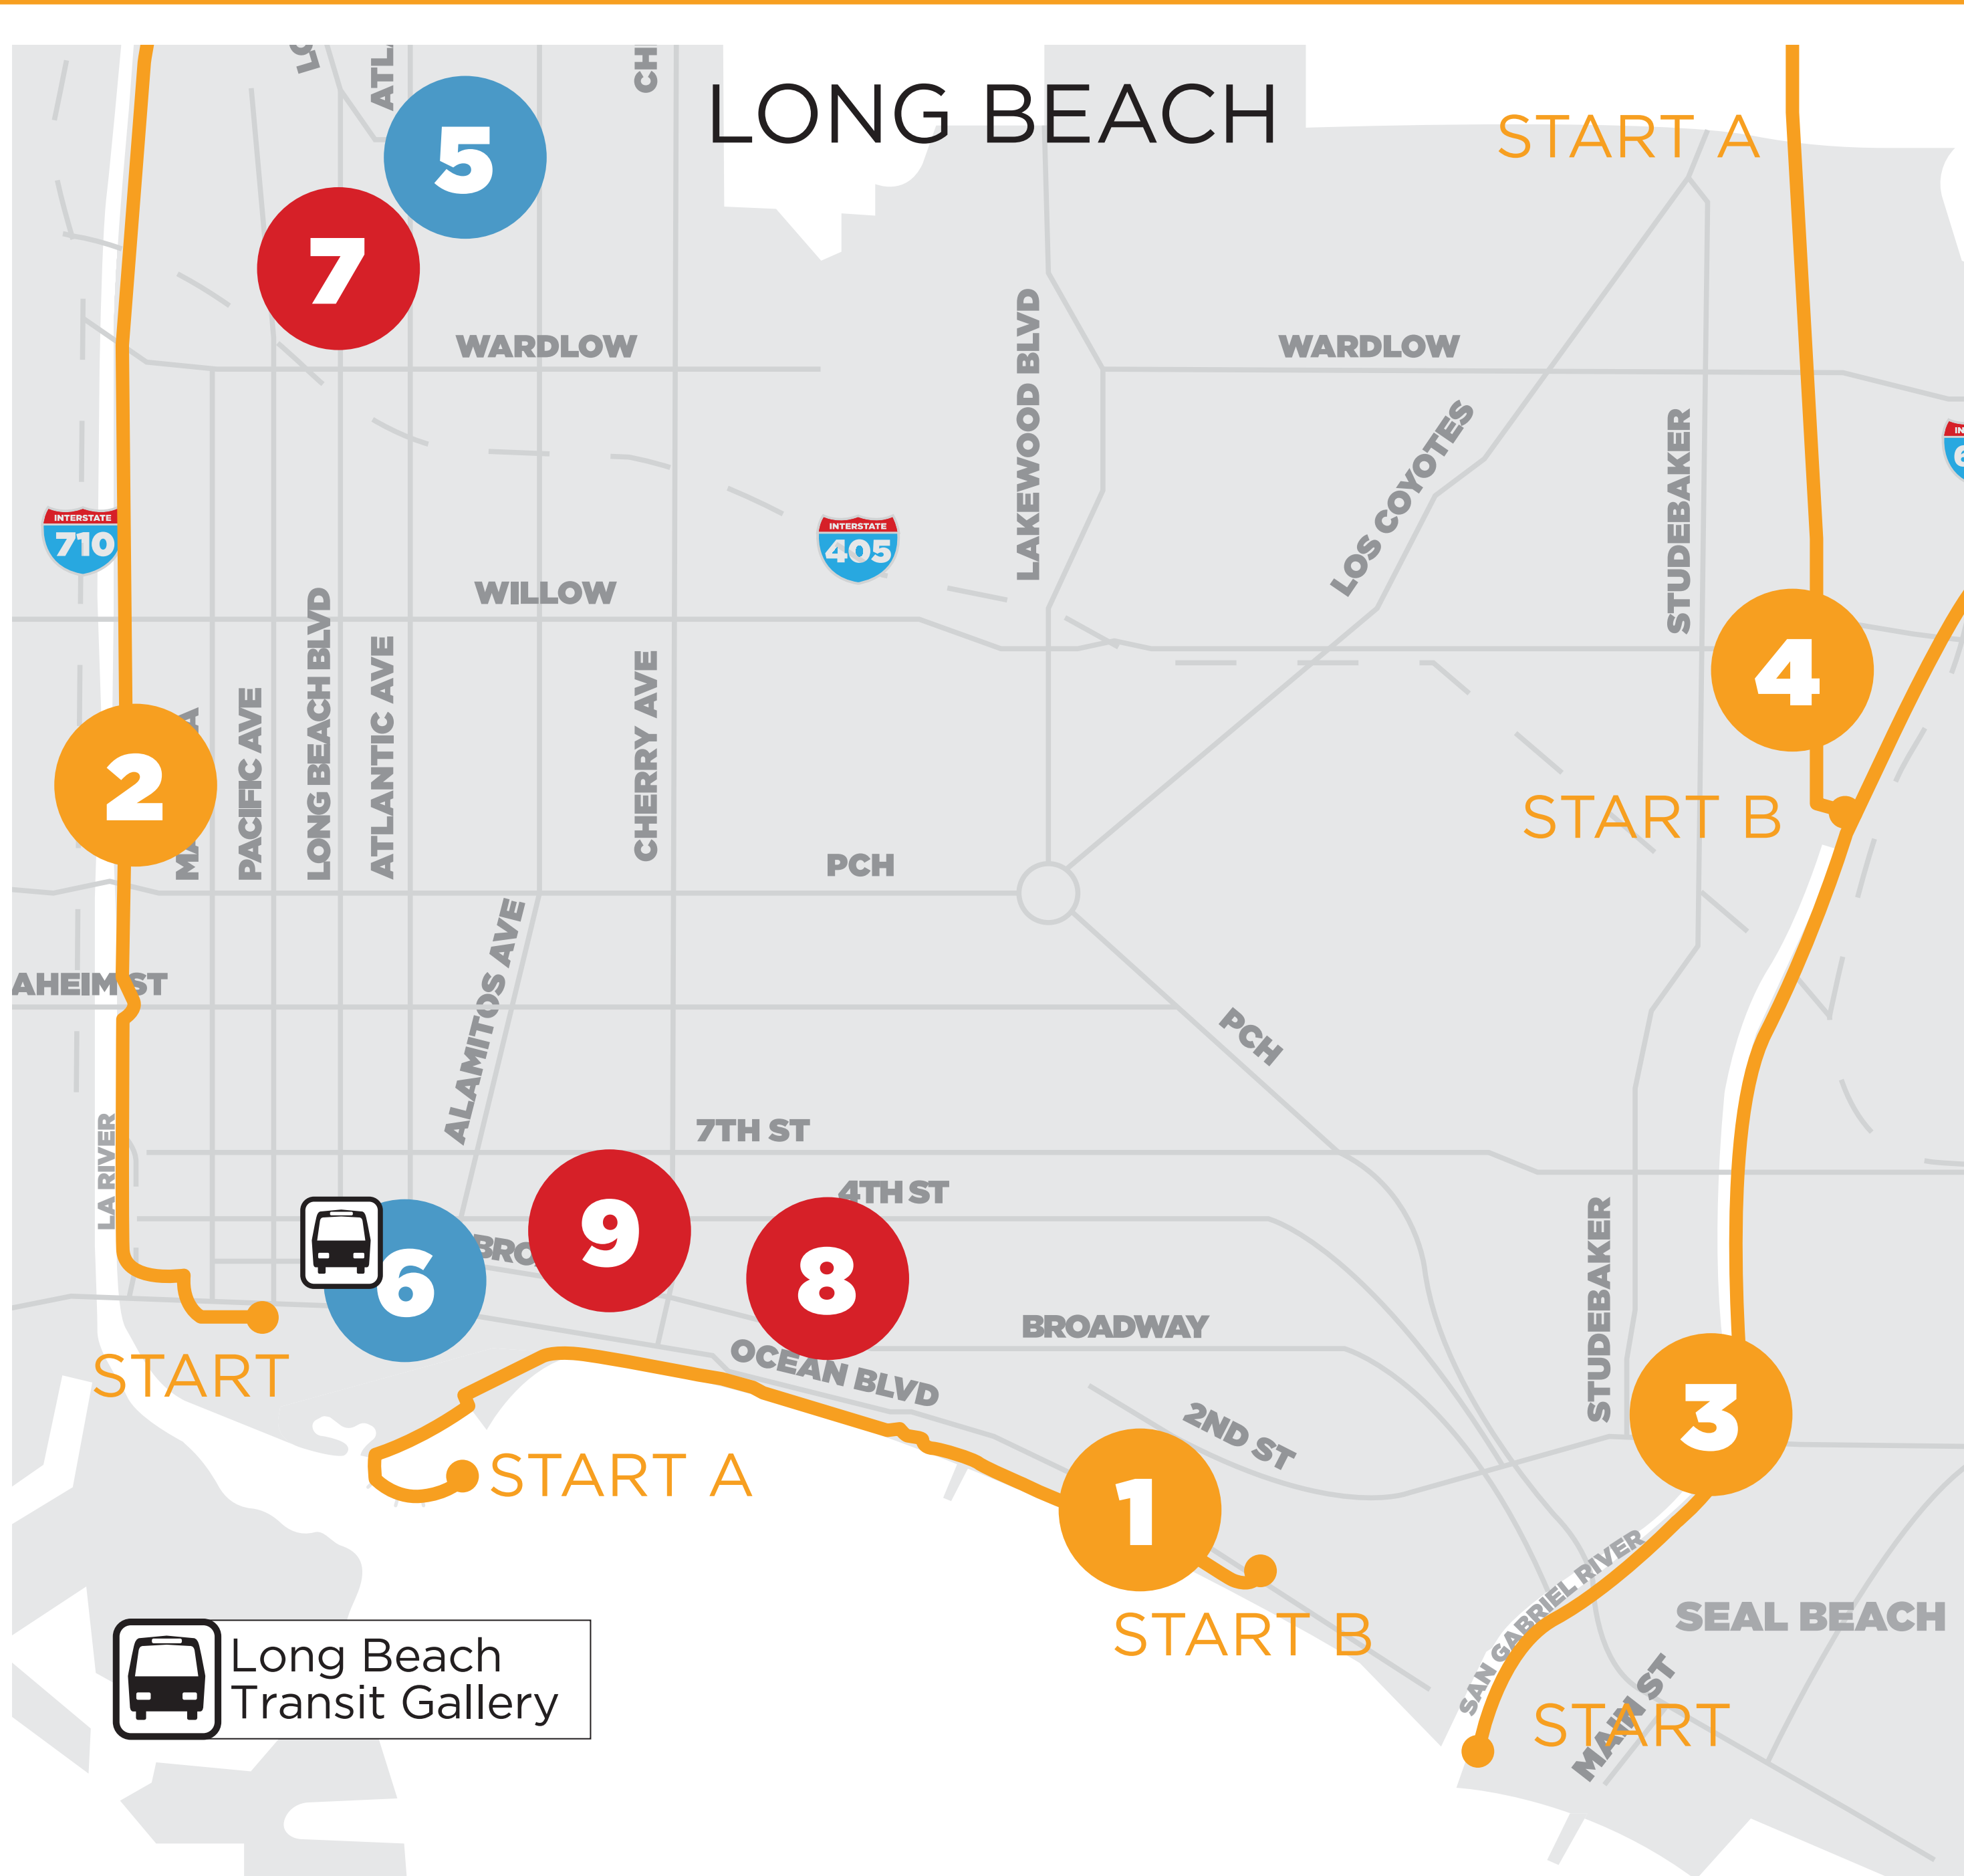 LONG BEACH
START A
5
7
WARDLOW
WARDLOW
LAKEWOOD BLVD
LOS COYOTES
STUDEBAKER
INTERSTATE
710
INTERSTATE
405
WILLOW
4
2
PACIFIC AVE
LONG BEACH BLVD
ATLANTIC AVE
CHERRY AVE
START B
PCH
ALAMITOS AVE
AHEIM ST
PCH
LA RIVER
7TH ST
4TH ST
9
8
6
STUDEBAKER
BROADWAY
OCEAN BLVD
START
3
2ND ST
START A
1
START B
SAN GABRIEL RIVER
SEAL BEACH
MAIN ST
START
Long Beach
Transit Gallery